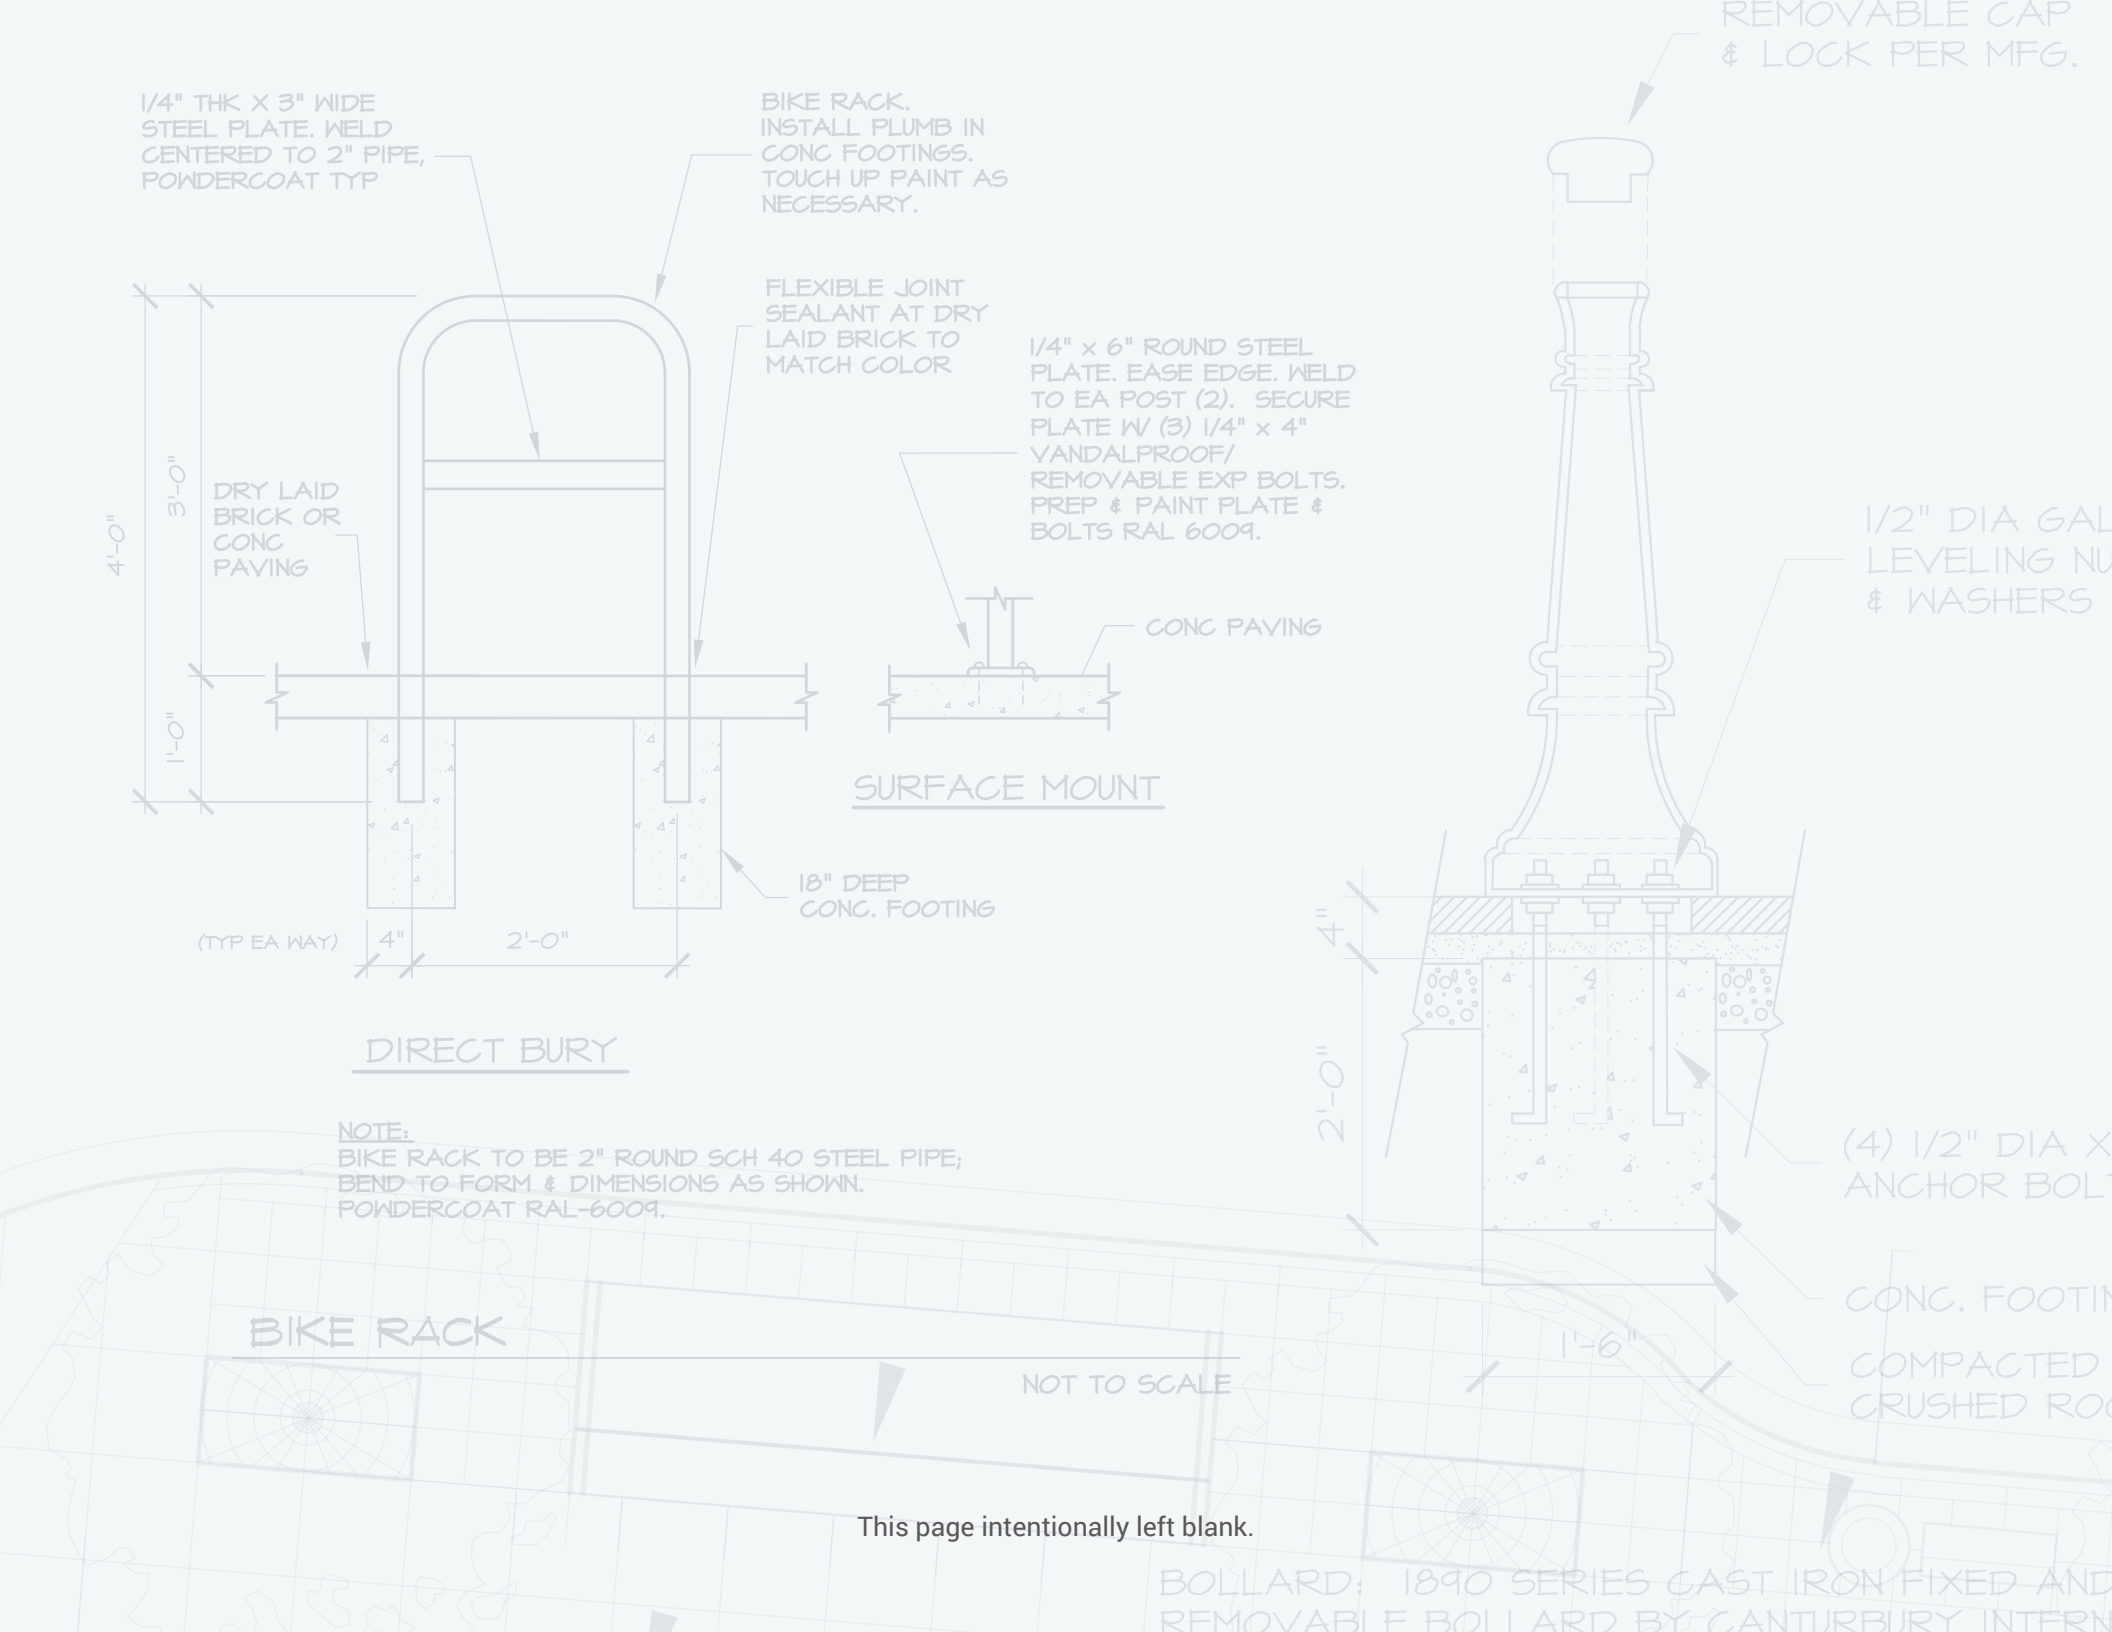 REMOVABLE CAP
& LOCK PER MFG.
1/4" THK X 3" WIDE
STEEL PLATE. WELD
CENTERED TO 2" PIPE,
POWDERCOAT TYP
BIKE RACK.
INSTALL PLUMB IN
CONC FOOTINGS.
TOUCH UP PAINT AS
NECESSARY.
FLEXIBLE JOINT
SEALANT AT DRY
LAID BRICK TO
MATCH COLOR
1/4" x 6" ROUND STEEL
PLATE. EASE EDGE. WELD
TO EA POST (2). SECURE
PLATE W/ (3) 1/4" x 4"
VANDALPROOF/
REMOVABLE EXP BOLTS.
PREP & PAINT PLATE &
BOLTS RAL 6009.
4'-0"
3'-0"
DRY LAID
BRICK OR
CONC
PAVING
1/2" DIA GAL
LEVELING NU
& WASHERS
CONC PAVING
1'-0"
SURFACE MOUNT
18" DEEP
CONC. FOOTING
(TYP EA WAY)
4"
2'-0"
4"
DIRECT BURY
2'-0"
NOTE:
BIKE RACK TO BE 2" ROUND SCH 40 STEEL PIPE;
BEND TO FORM & DIMENSIONS AS SHOWN.
POWDERCOAT RAL-6009.
(4) 1/2" DIA X
ANCHOR BOLT
CONC. FOOTIN
1'-6"
COMPACTED
CRUSHED ROC
BIKE RACK
NOT TO SCALE
This page intentionally left blank.
BOLLARD: 1890 SERIES CAST IRON FIXED AND
REMOVABLE BOLLARD BY CANTURBURY INTERN